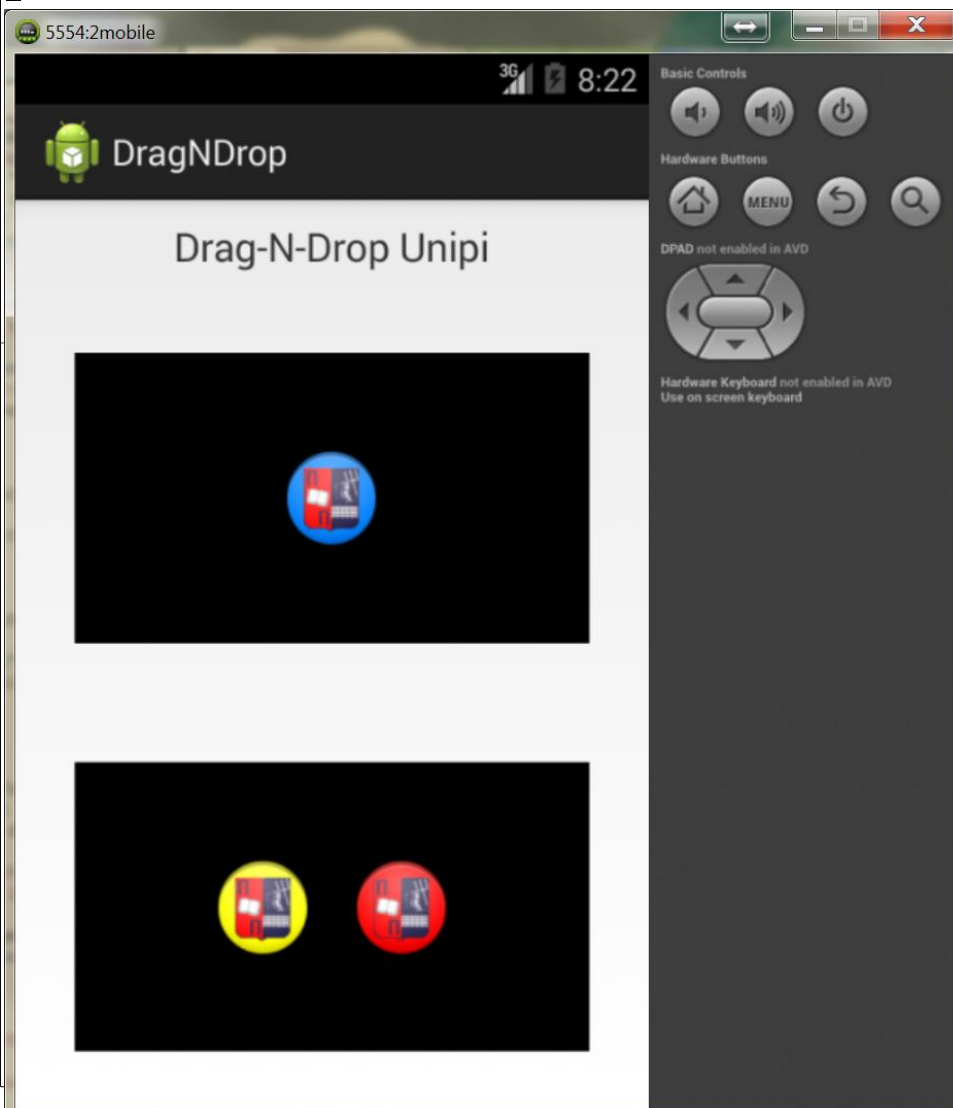 5554:2mobile
3G 8:22
DragNDrop
Drag-N-Drop Unipi
Basic Controls
Hardware Buttons
MENU
DPAD not enabled in AVD
Hardware Keyboard not enabled in AVD
Use on screen keyboard